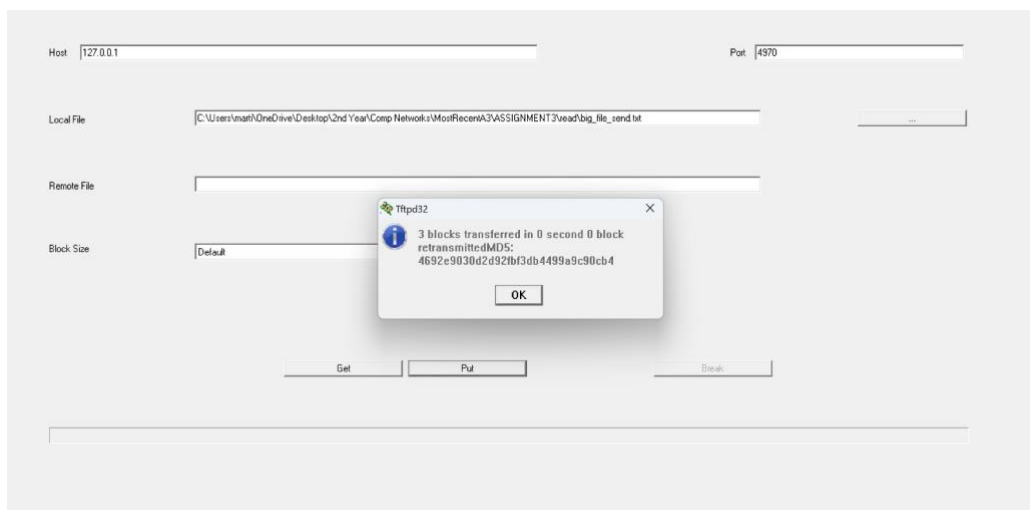 Host 127.0.0.1 Port 4970
Local File C:\Users\marti\OneDrive\Desktop\2nd Year\Comp Networks\MostRecentA3\ASSIGNMENT3\read\big_file_send.txt ...
Remote File
Tftpd32
3 blocks transferred in 0 second 0 block
retransmittedMD5:
4692e9030d2d92fbf3db4499a9c90cb4
Block Size Default
OK
Get Put Break